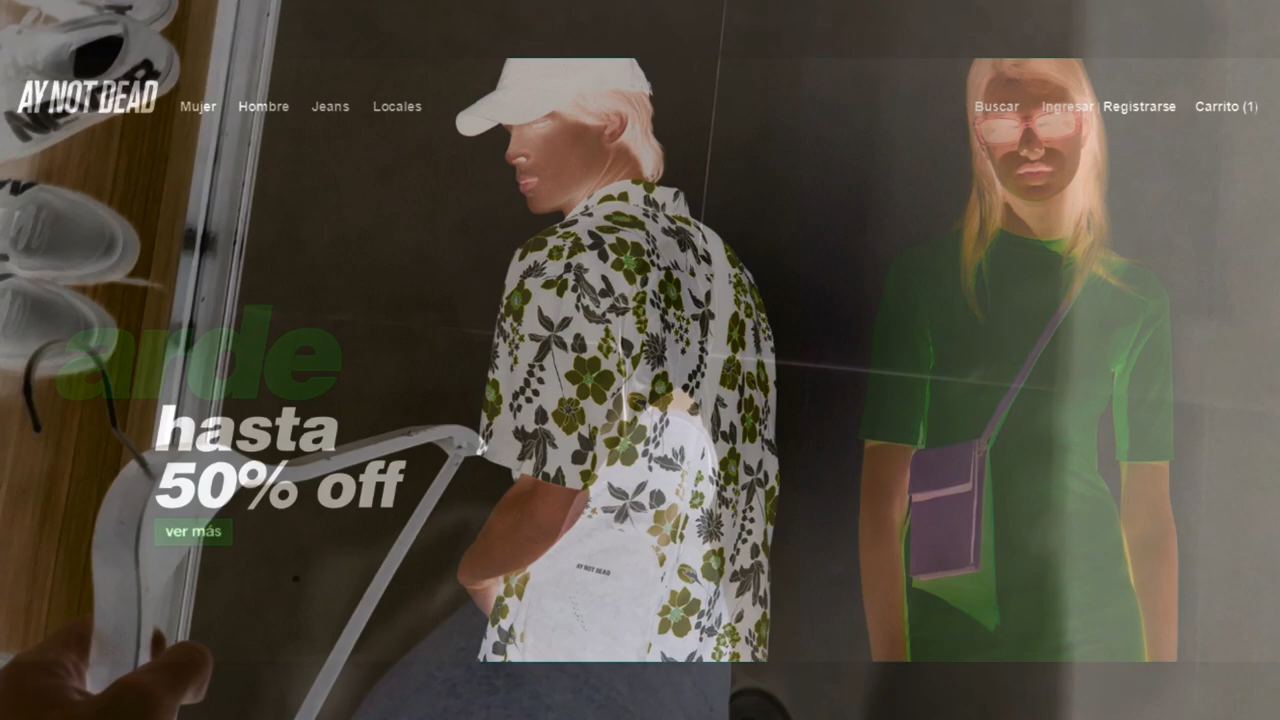 AY NOT DEAD
Mujer Hombre Jeans Locales
Buscar Ingresar | Registrarse Carrito (1)
arde
hasta
50% off
ver más
AY NOT DEAD